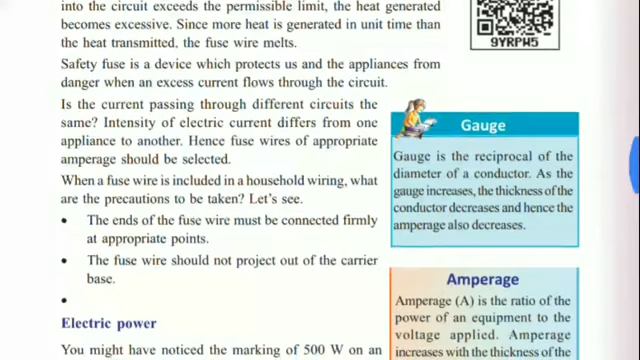 into the circuit exceeds the permissible limit, the heat generated
becomes excessive. Since more heat is generated in unit time than
the heat transmitted, the fuse wire melts.
9YRPW5
Safety fuse is a device which protects us and the appliances from
danger when an excess current flows through the circuit.
Is the current passing through different circuits the
same? Intensity of electric current differs from one
appliance to another. Hence fuse wires of appropriate
amperage should be selected.
When a fuse wire is included in a household wiring, what
are the precautions to be taken? Let's see.
• The ends of the fuse wire must be connected firmly
at appropriate points.
• The fuse wire should not project out of the carrier
base.
•
Electric power
You might have noticed the marking of 500 W on an
Gauge
Gauge is the reciprocal of the
diameter of a conductor. As the
gauge increases, the thickness of the
conductor decreases and hence the
amperage also decreases.
Amperage
Amperage (A) is the ratio of the
power of an equipment to the
voltage applied. Amperage
increases with the thickness of the